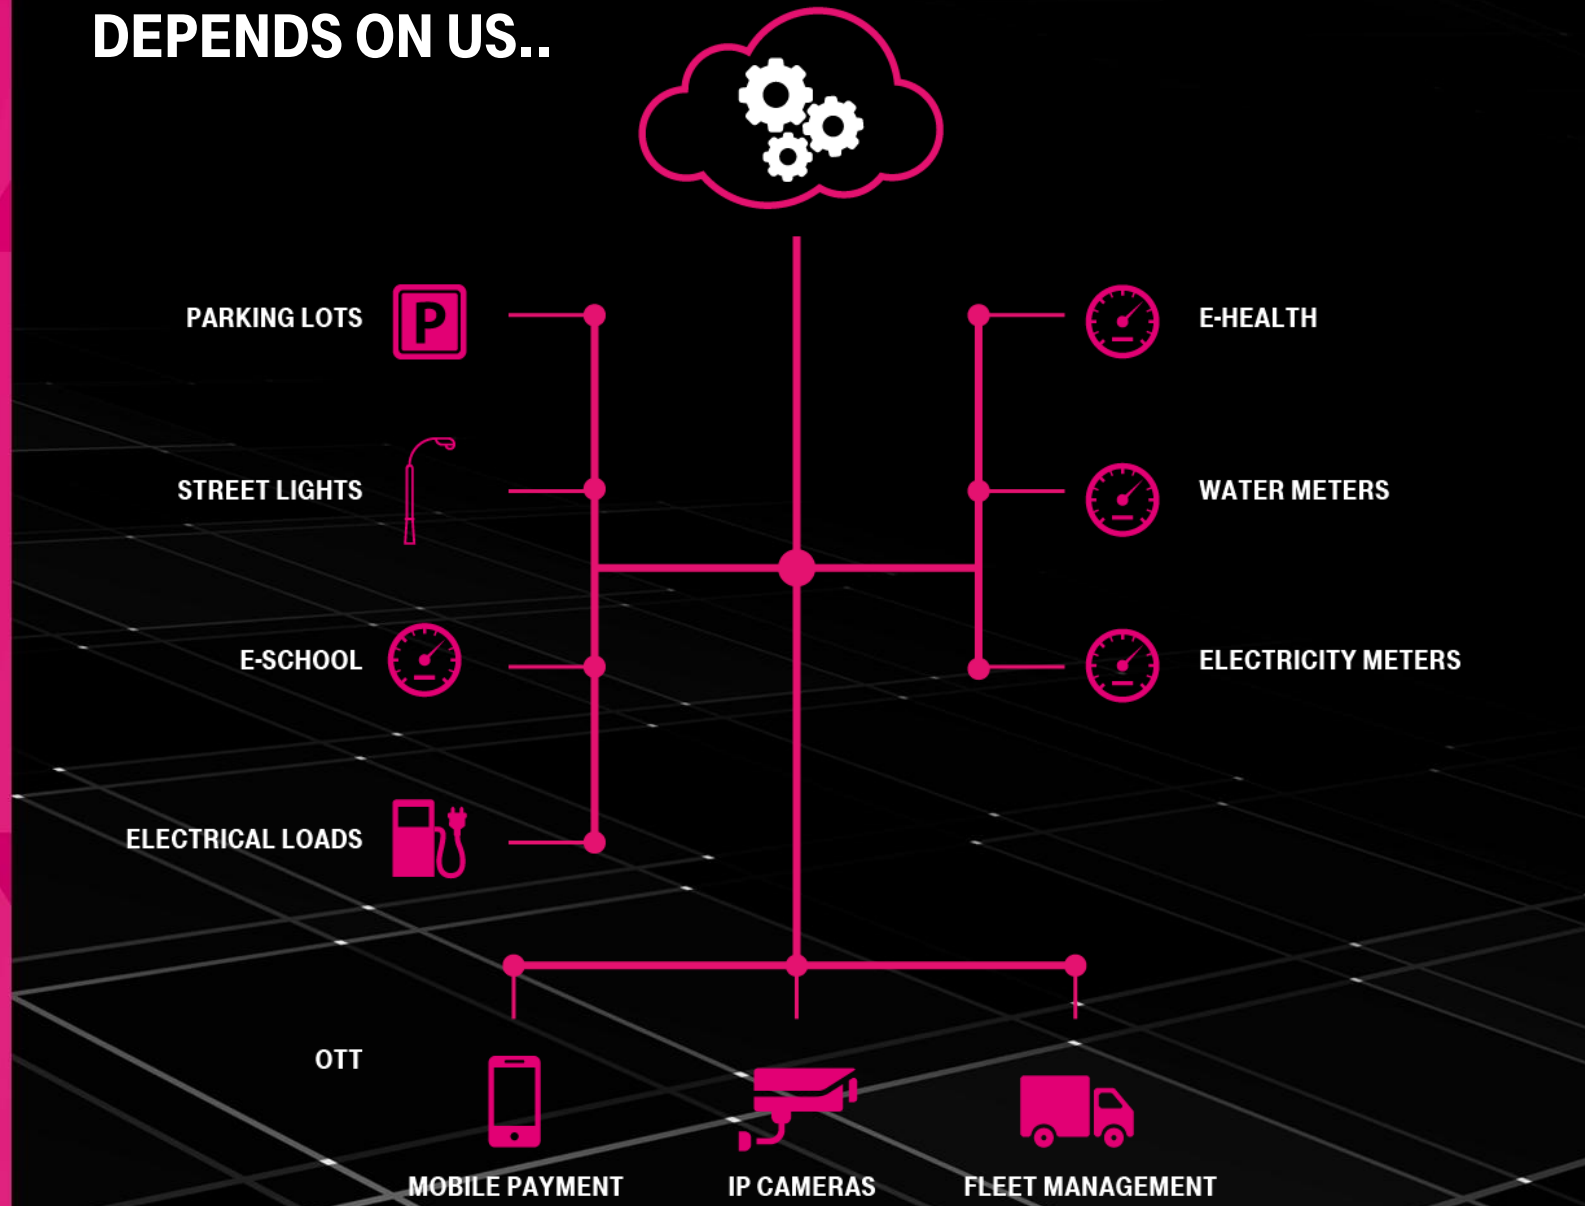 DEPENDS ON US..
PARKING LOTS
P
E-HEALTH
STREET LIGHTS
WATER METERS
E-SCHOOL
ELECTRICITY METERS
ELECTRICAL LOADS
OTT
MOBILE PAYMENT
IP CAMERAS
FLEET MANAGEMENT